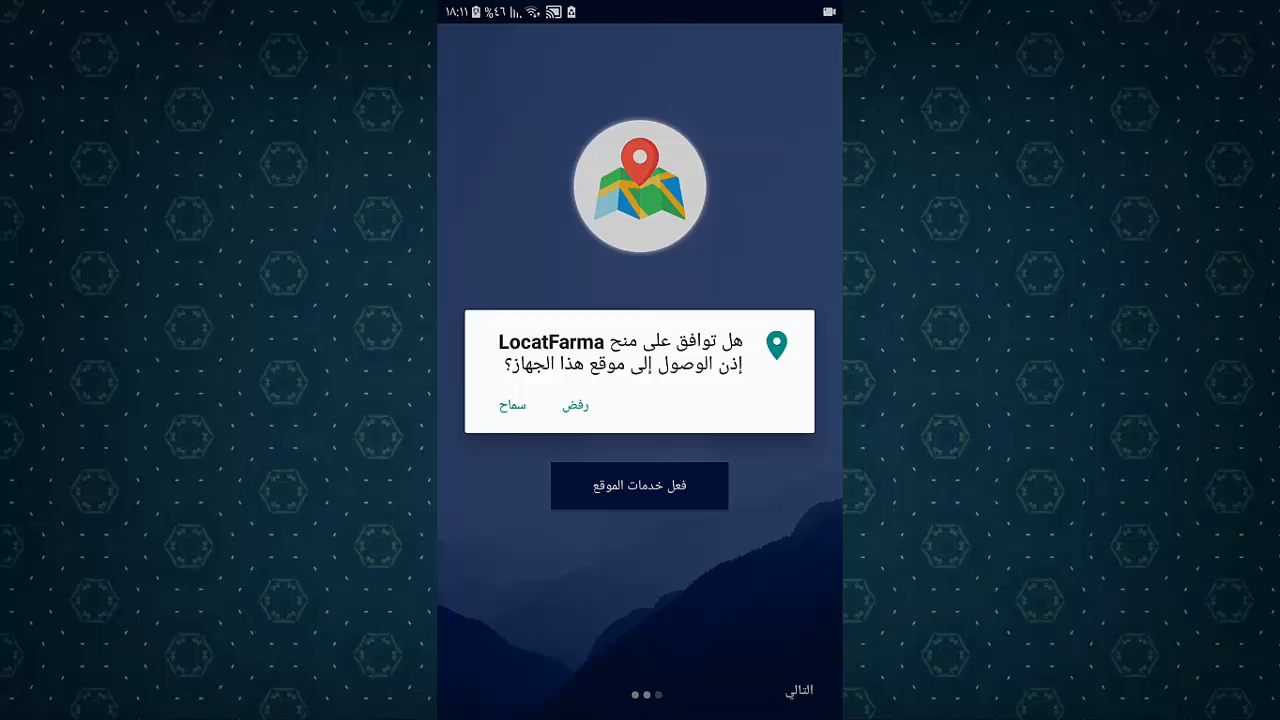 ١٨:١١ %٤٦
هل توافق على منح LocatFarma
إذن الوصول إلى موقع هذا الجهاز؟
رفض
سماح
فعل خدمات الموقع
التالي